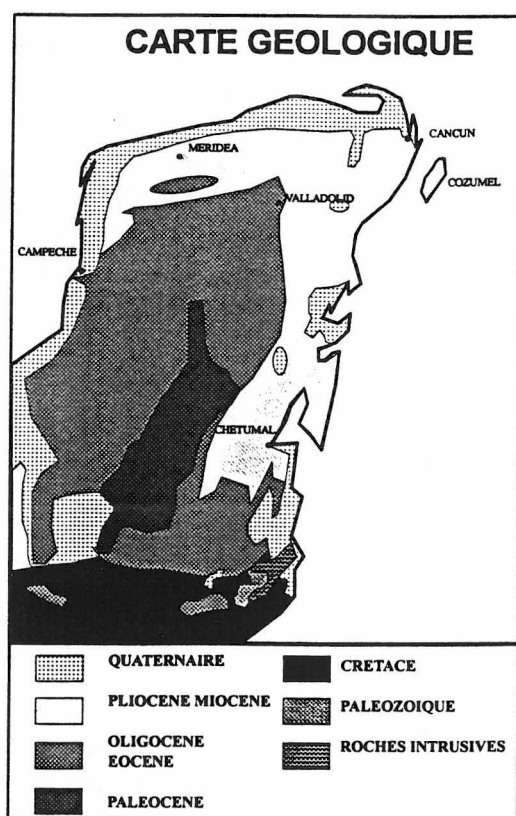 CARTE GEOLOGIQUE
CANCUN
MERIDEA
COZUMEL
VALLADOLID
CAMPECHE
CHETUMAL
QUATERNAIRE
CRETACE
PLIOCENE MIOCENE
PALEOZOIQUE
OLIGOCENE
EOCENE
ROCHES INTRUSIVES
PALEOCENE